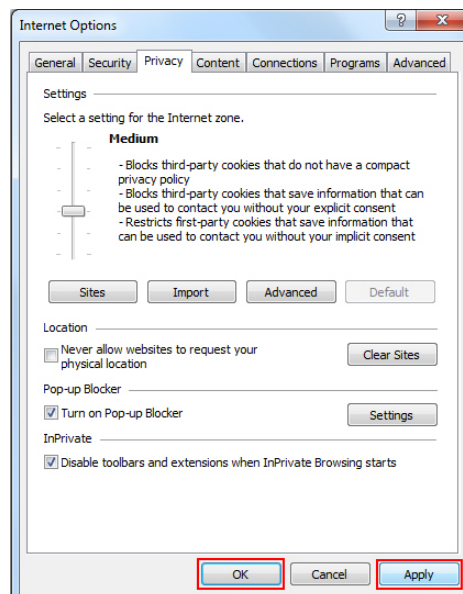 Internet Options
General Security Privacy Content Connections Programs Advanced
Settings
Select a setting for the Internet zone.
Medium
- Blocks third-party cookies that do not have a compact
privacy policy
- Blocks third-party cookies that save information that can
be used to contact you without your explicit consent
- Restricts first-party cookies that save information that
can be used to contact you without your implicit consent
Sites Import Advanced Default
Location
Never allow websites to request your
physical location
Clear Sites
Pop-up Blocker
Turn on Pop-up Blocker
Settings
InPrivate
Disable toolbars and extensions when InPrivate Browsing starts
OK Cancel Apply